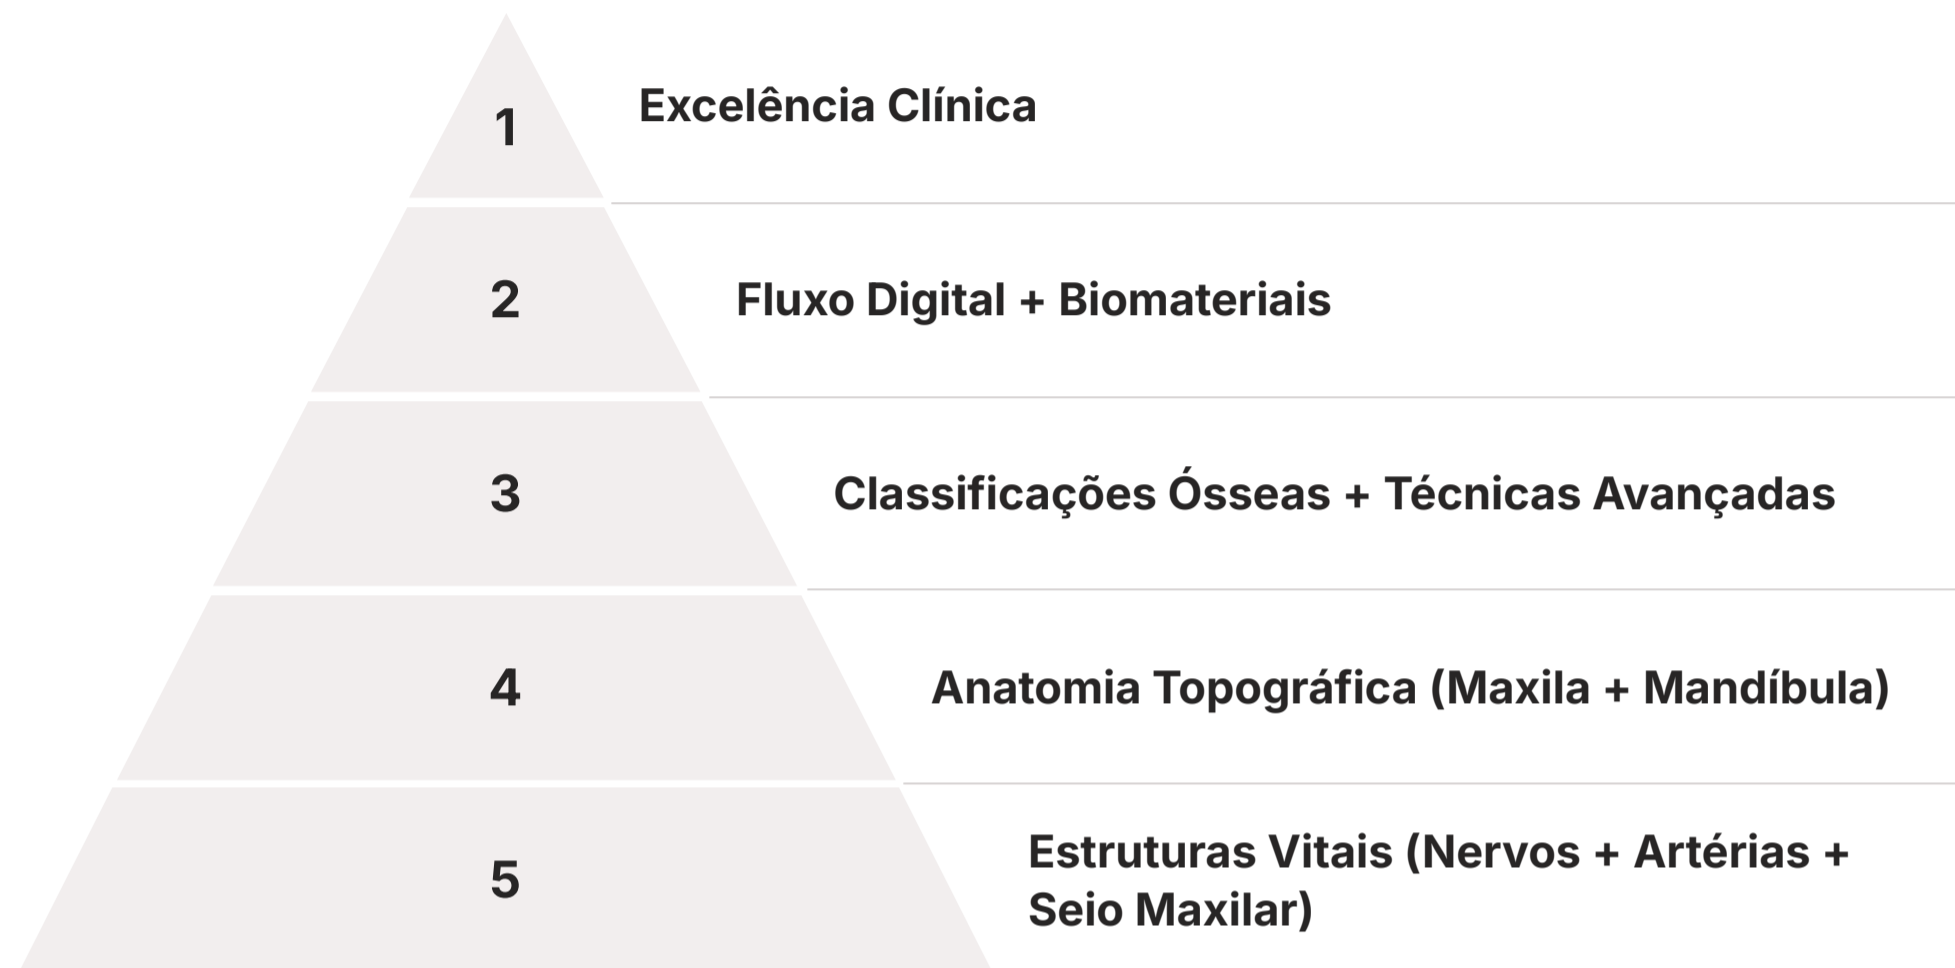 1
Excelência Clínica
2
Fluxo Digital + Biomateriais
3
Classificações Ósseas + Técnicas Avançadas
4
Anatomia Topográfica (Maxila + Mandíbula)
5
Estruturas Vitais (Nervos + Artérias +
Seio Maxilar)